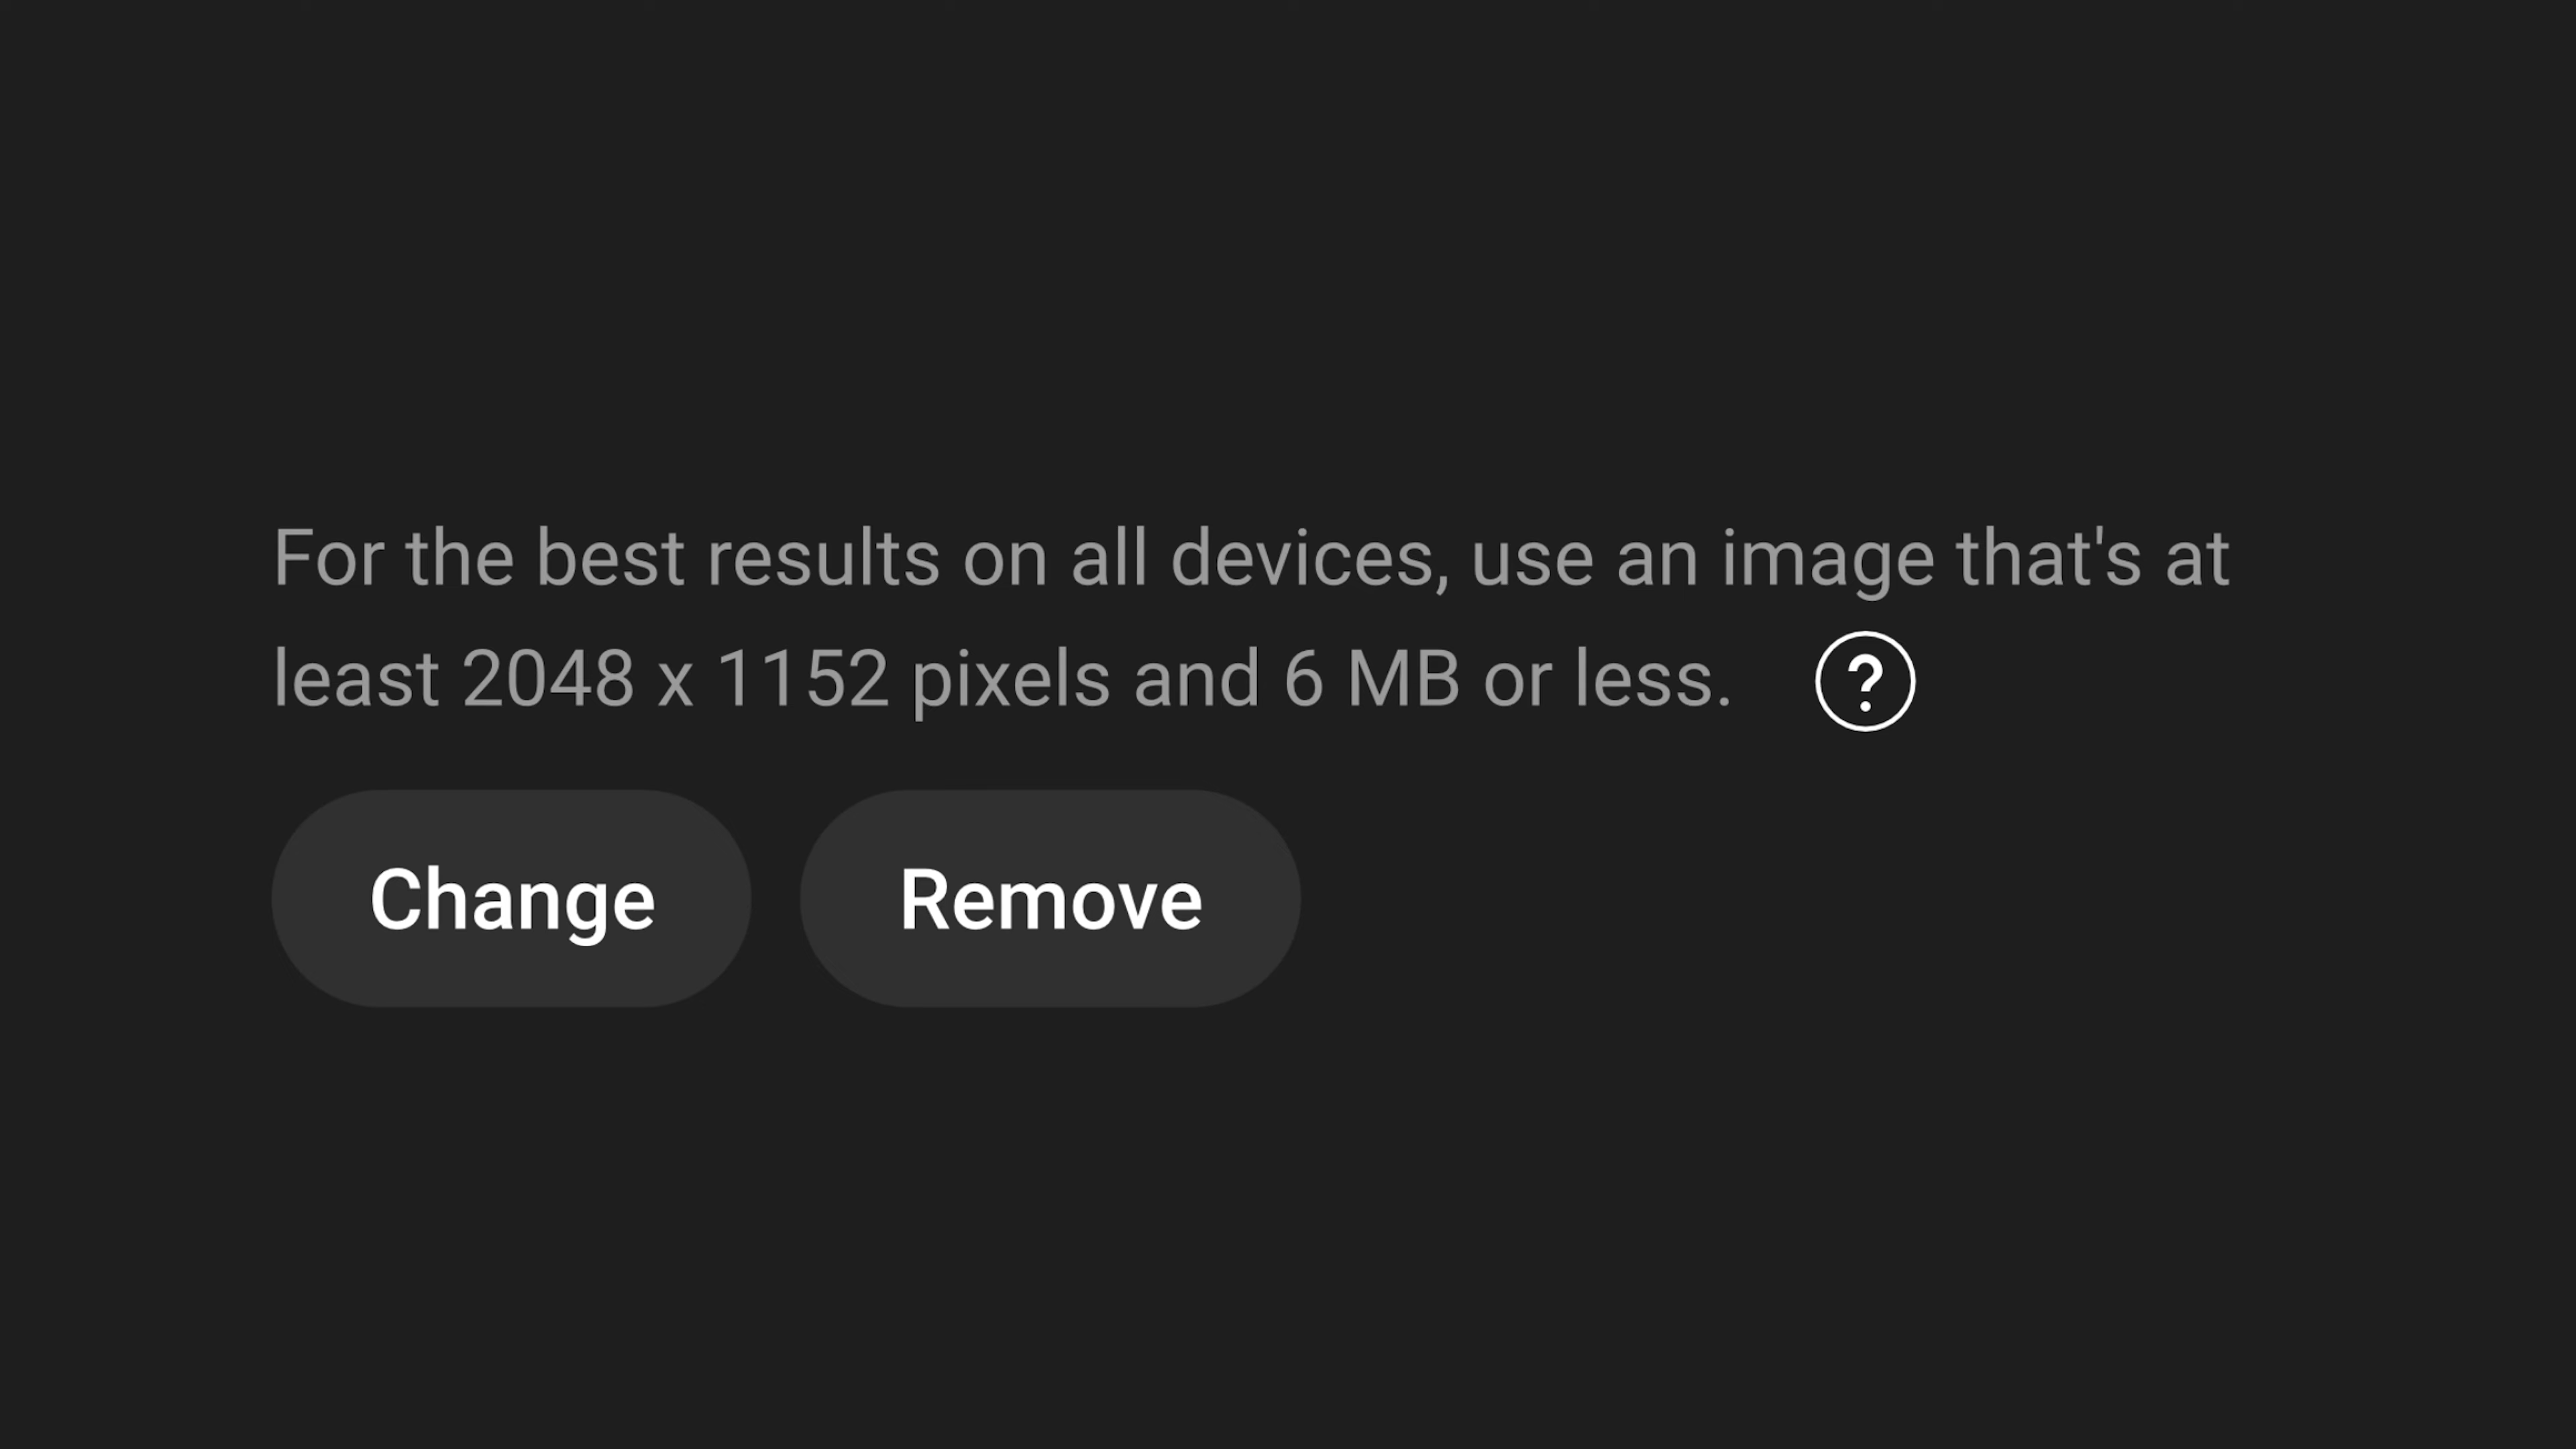 For the best results on all devices, use an image that's at
least 2048 x 1152 pixels and 6 MB or less. ?
Change Remove